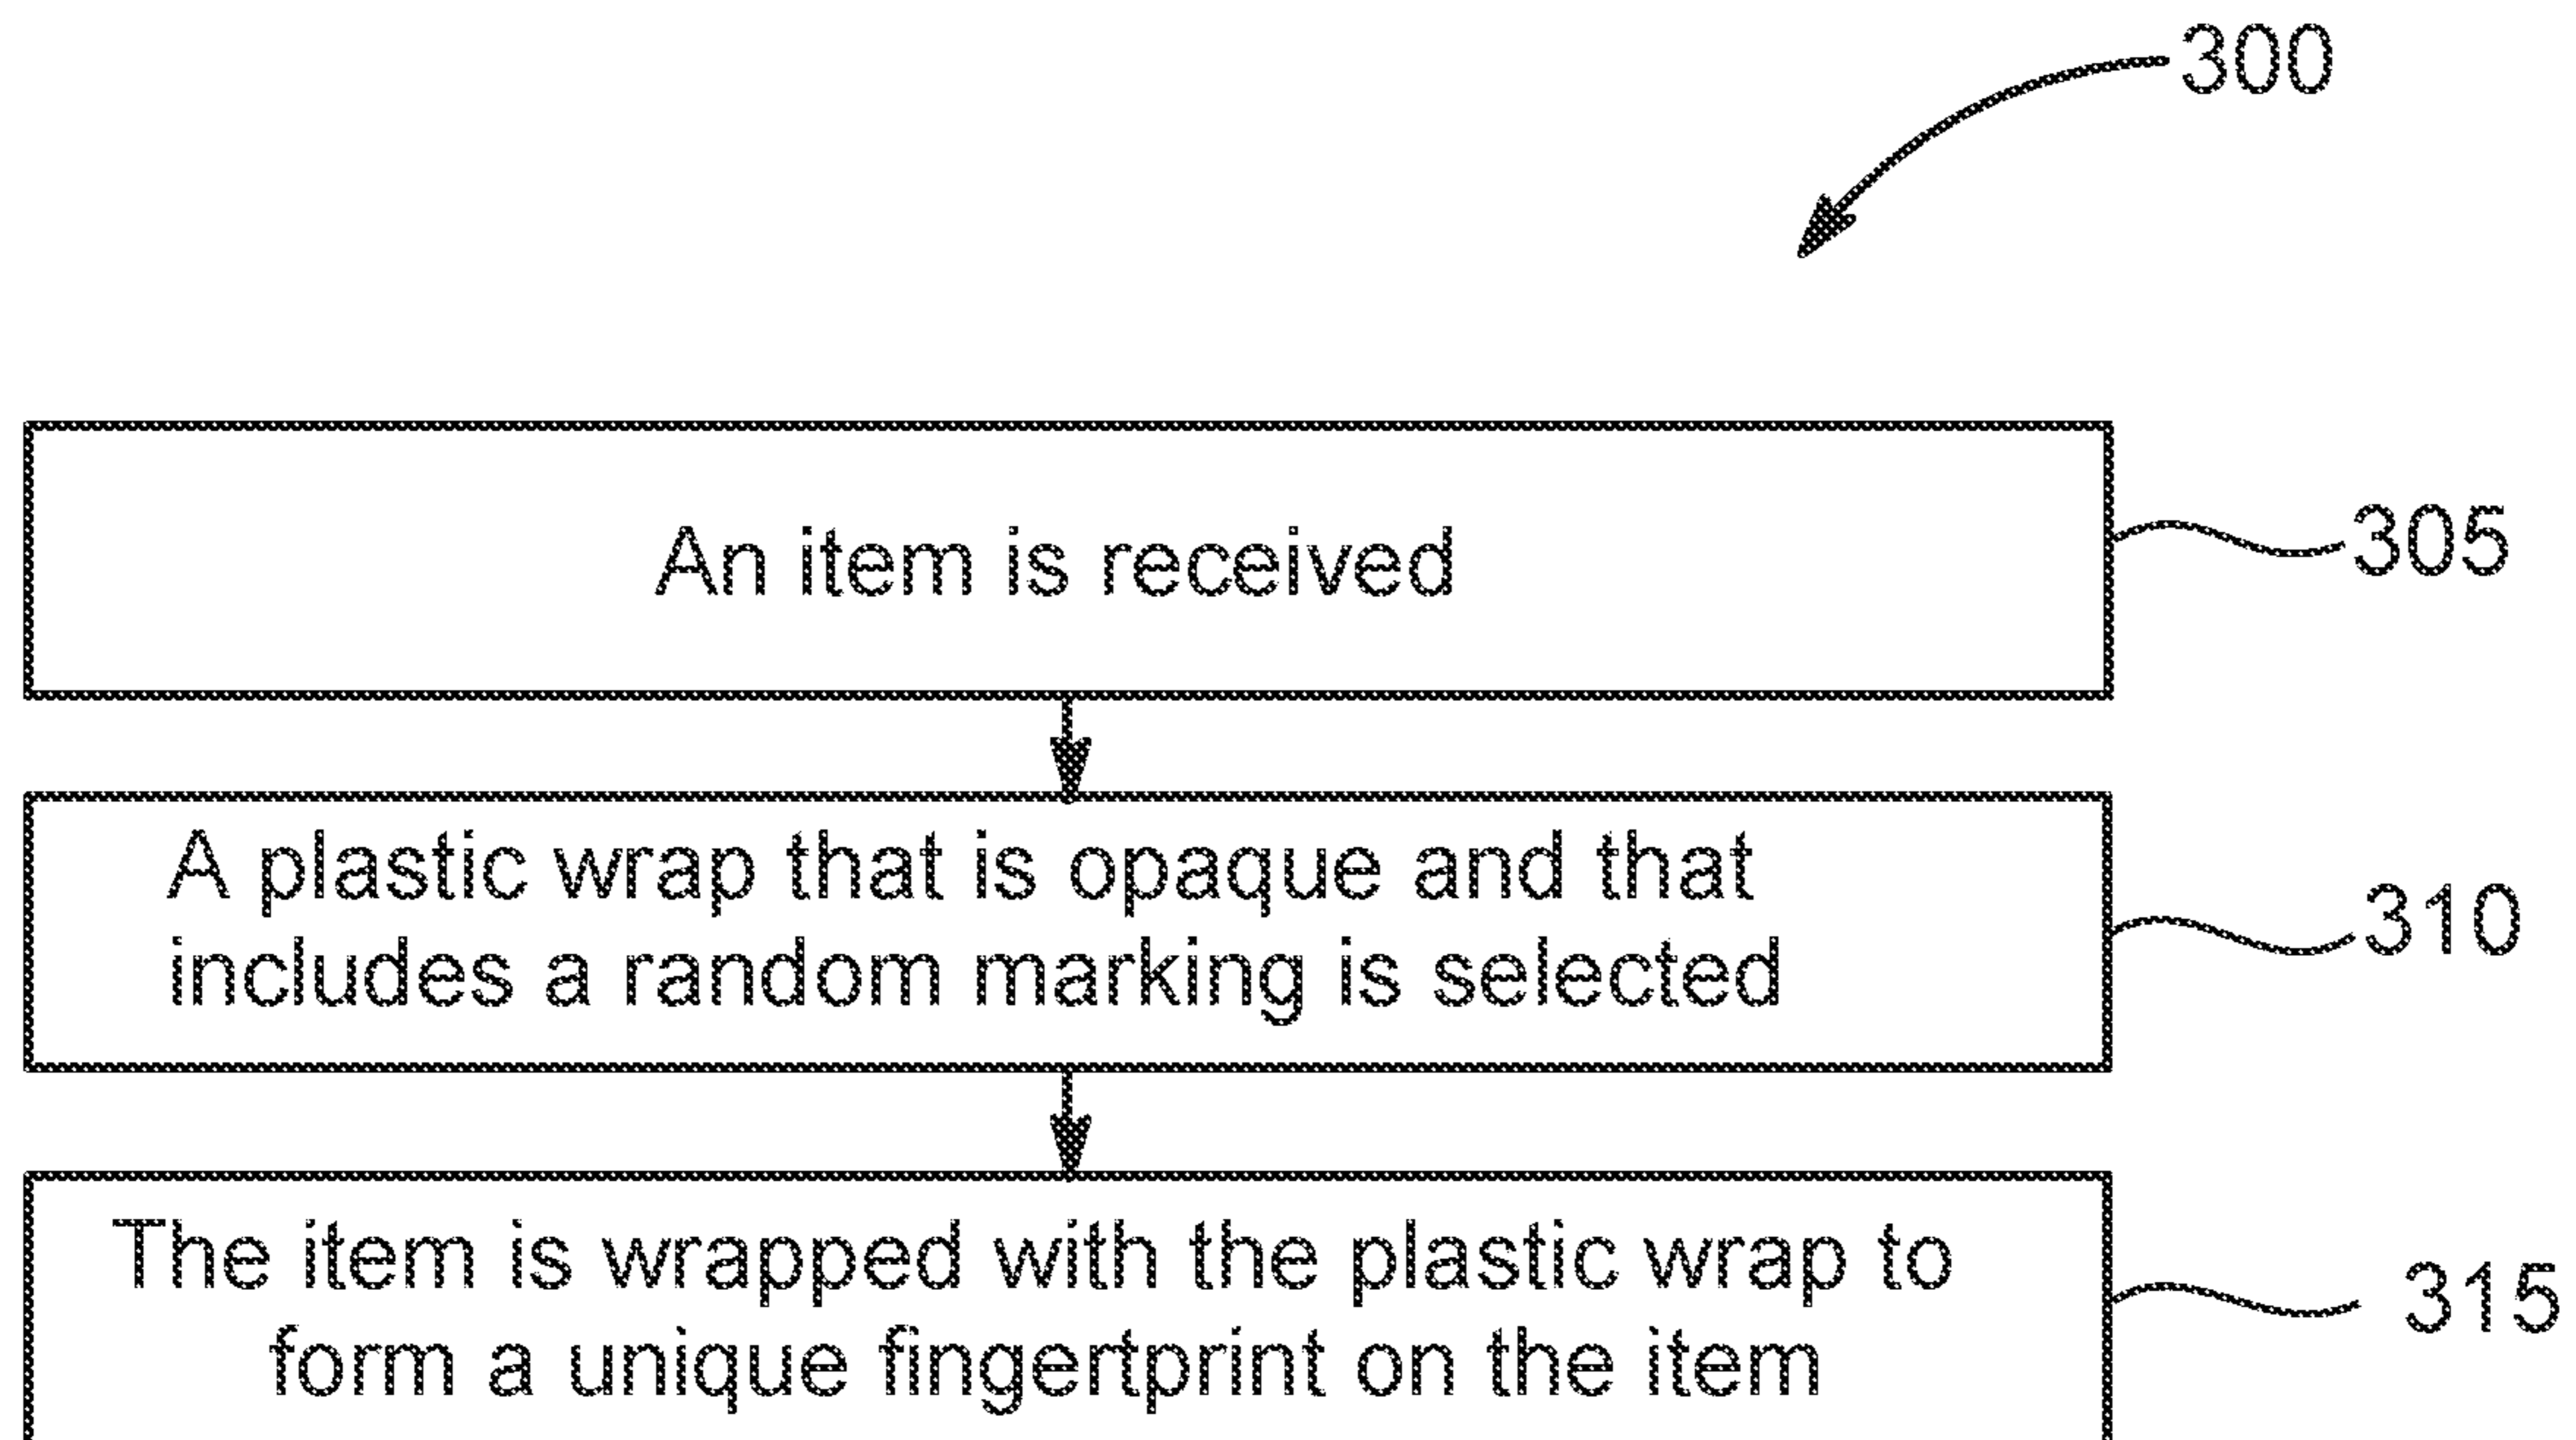 300
An item is received
305
A plastic wrap that is opaque and that
includes a random marking is selected
310
The item is wrapped with the plastic wrap to
form a unique fingertprint on the item
315